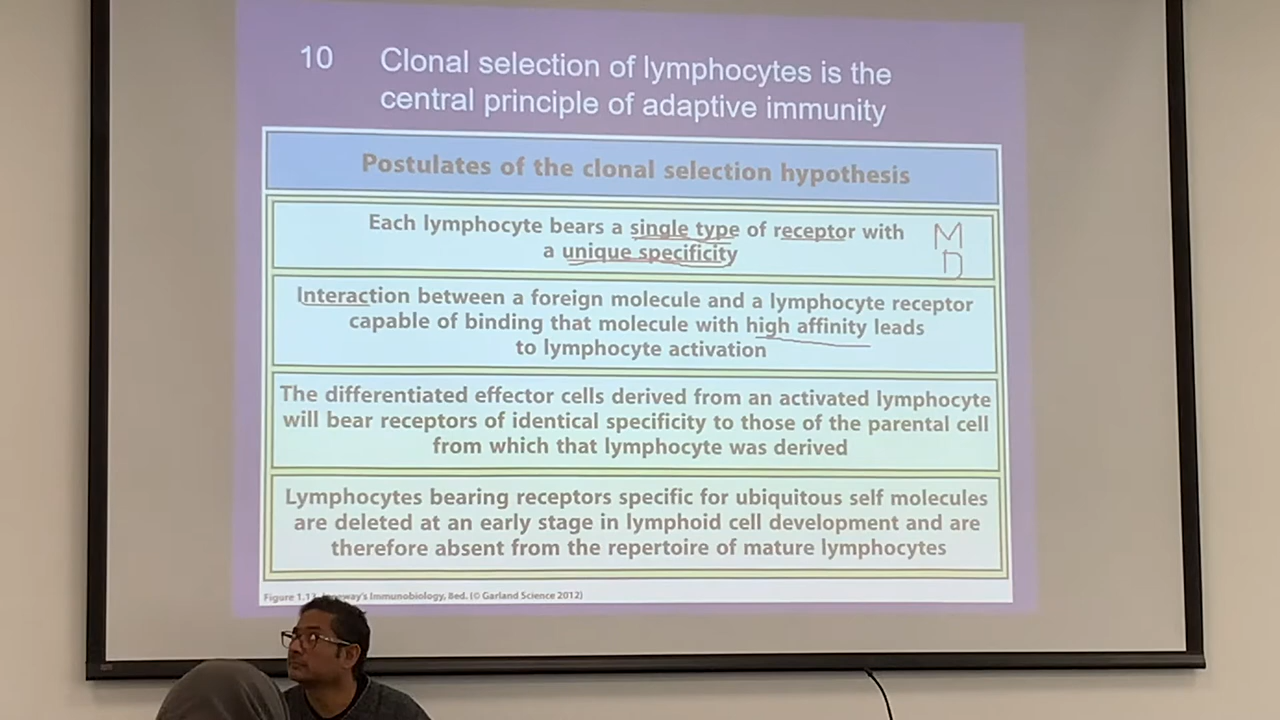 10 Clonal selection of lymphocytes is the
central principle of adaptive immunity
Postulates of the clonal selection hypothesis
Each lymphocyte bears a single type of receptor with
a unique specificity
M
D
Interaction between a foreign molecule and a lymphocyte receptor
capable of binding that molecule with high affinity leads
to lymphocyte activation
The differentiated effector cells derived from an activated lymphocyte
will bear receptors of identical specificity to those of the parental cell
from which that lymphocyte was derived
Lymphocytes bearing receptors specific for ubiquitous self molecules
are deleted at an early stage in lymphoid cell development and are
therefore absent from the repertoire of mature lymphocytes
Figure Immunobiology, 8ed. (© Garland Science 2012)